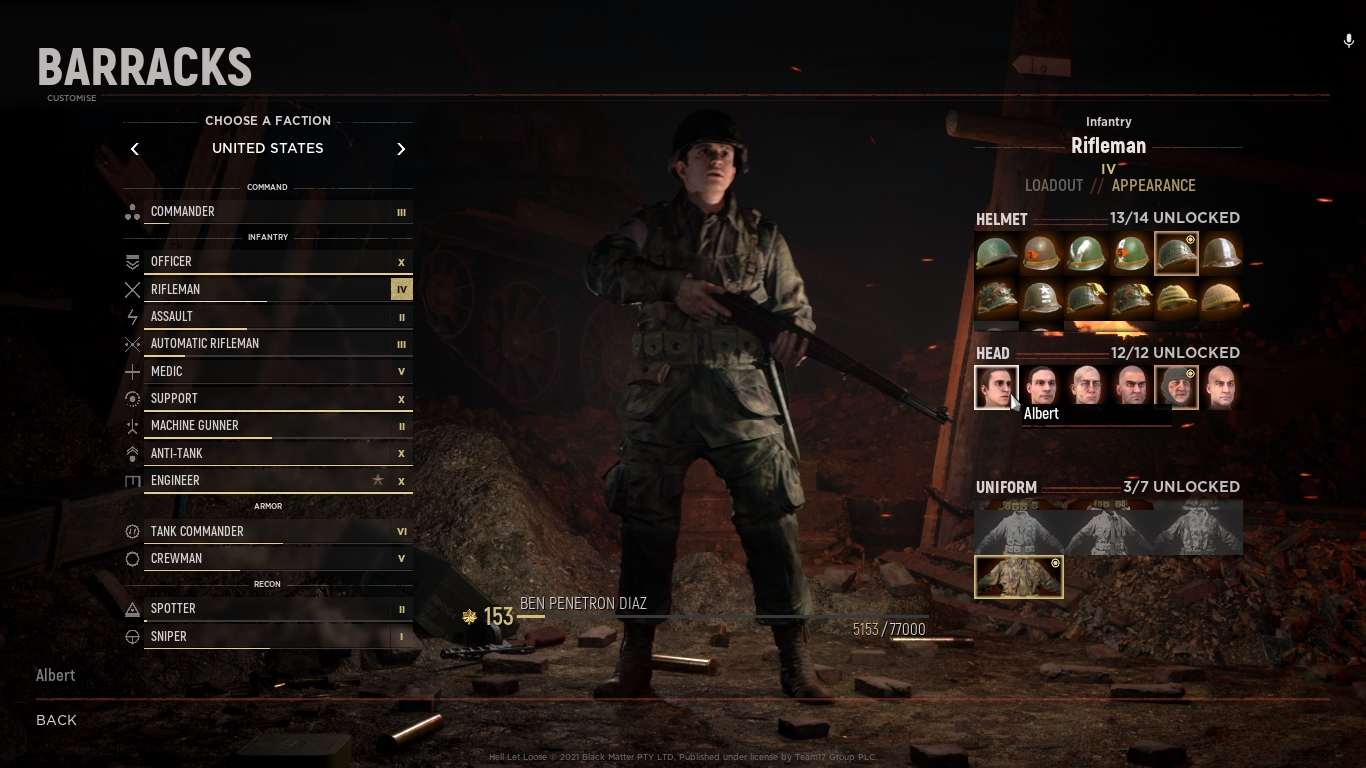 BARRACKS
CUSTOMISE
CHOOSE A FACTION
UNITED STATES
COMMAND
COMMANDER III
INFANTRY
OFFICER X
RIFLEMAN IV
ASSAULT II
AUTOMATIC RIFLEMAN III
MEDIC V
SUPPORT X
MACHINE GUNNER II
ANTI-TANK X
ENGINEER X
ARMOR
TANK COMMANDER VI
CREWMAN V
RECON
SPOTTER II
SNIPER I
153 BEN PENETRON DIAZ
5153/77000
Infantry
Rifleman
IV
LOADOUT // APPEARANCE
HELMET 13/14 UNLOCKED
HEAD 12/12 UNLOCKED
Albert
UNIFORM 3/7 UNLOCKED
Albert
BACK
Hell Let Loose © 2021 Black Matter PTY LTD. Published under license by Team17 Group PLC.